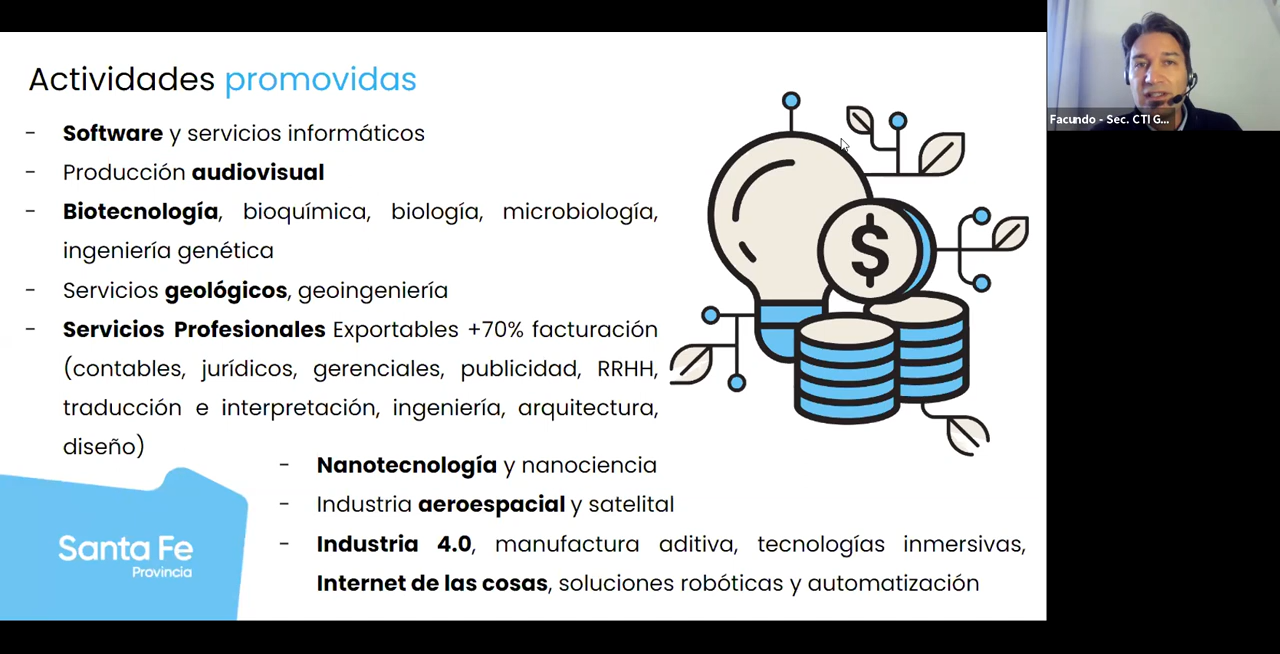 Actividades promovidas
- Software y servicios informáticos
- Producción audiovisual
- Biotecnología, bioquímica, biología, microbiología,
ingeniería genética
- Servicios geológicos, geoingeniería
- Servicios Profesionales Exportables +70% facturación
(contables, jurídicos, gerenciales, publicidad, RRHH,
traducción e interpretación, ingeniería, arquitectura,
diseño)
- Nanotecnología y nanociencia
- Industria aeroespacial y satelital
- Industria 4.0, manufactura aditiva, tecnologías inmersivas,
Internet de las cosas, soluciones robóticas y automatización
$
Santa Fe
Provincia
Facundo - Sec. CTI G...